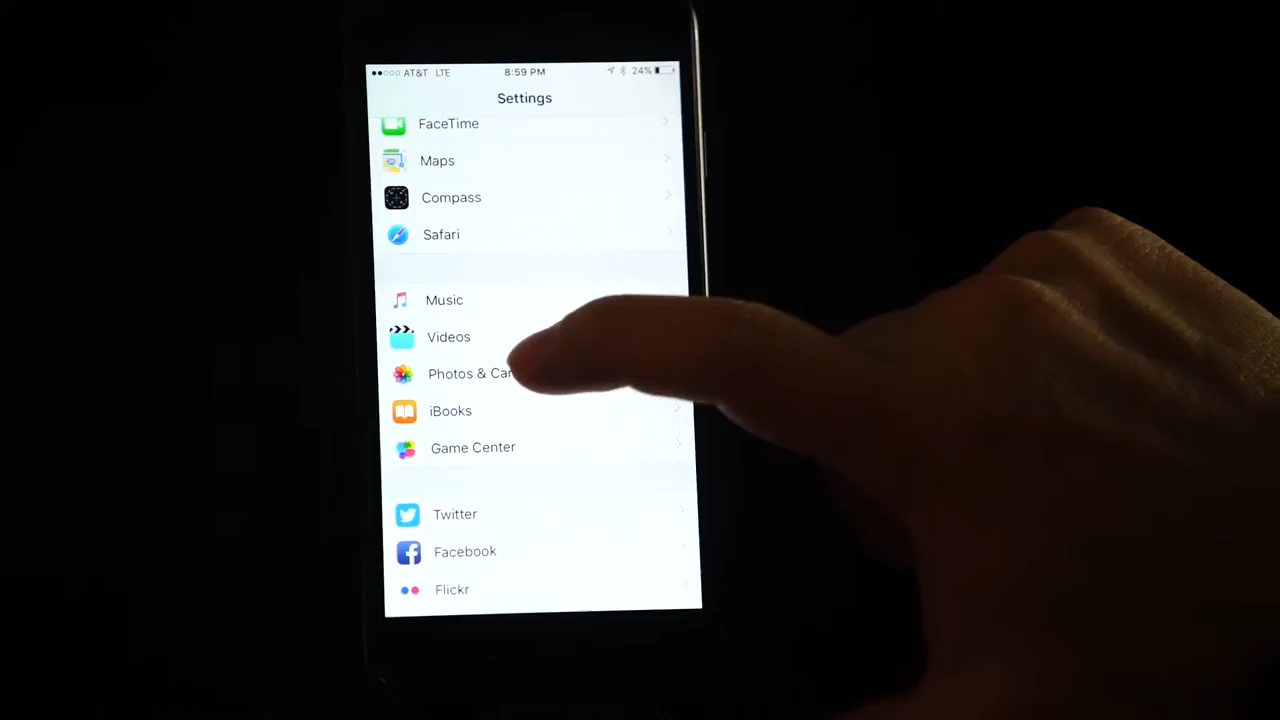 AT&T LTE 8:59 PM 24%
Settings
FaceTime
Maps
Compass
Safari
Music
Videos
Photos &
iBooks
Game Center
Twitter
Facebook
Flickr